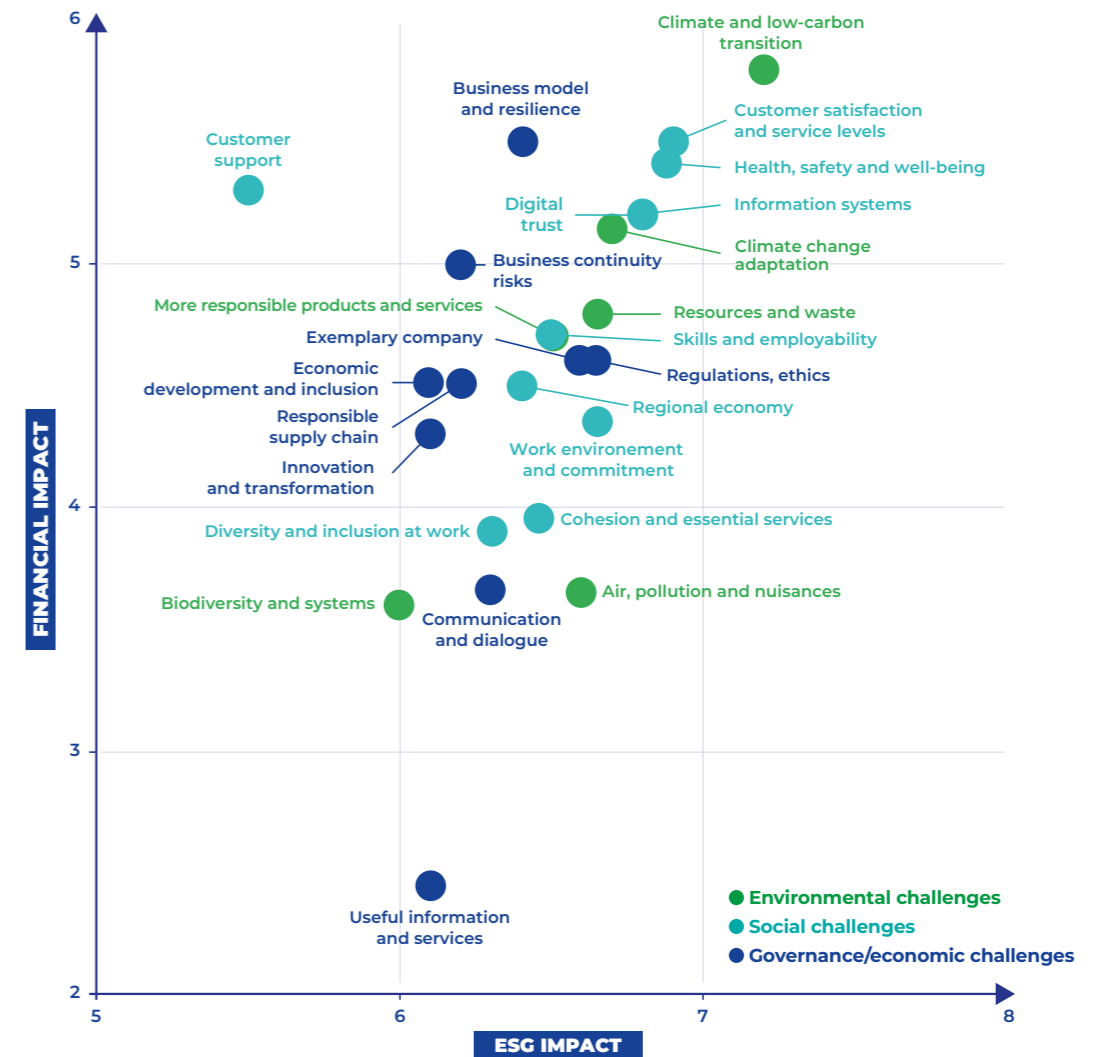 6
Climate and low-carbon
transition
Business model
and resilience
Customer satisfaction
and service levels
Customer
support
Health, safety and well-being
Digital
trust
Information systems
Climate change
adaptation
5
Business continuity
risks
More responsible products and services
Resources and waste
Exemplary company
Skills and employability
Economic
development and inclusion
Regulations, ethics
Responsible
supply chain
Regional economy
Work environement
and commitment
Innovation
and transformation
4
Diversity and inclusion at work
Cohesion and essential services
Biodiversity and systems
Air, pollution and nuisances
Communication
and dialogue
FINANCIAL IMPACT
3
Useful information
and services
Environmental challenges
Social challenges
Governance/economic challenges
2
5
6
7
8
ESG IMPACT